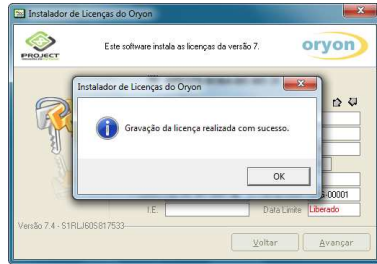 Instalador de Licenças do Oryon
PROJECT
Este software instala as licenças da versão 7.
oryon
Instalador de Licenças do Oryon
Gravação da licença realizada com sucesso.
OK
-00001
I.E.
Data Limite
Liberado
Versão 7.4 - S1RLJ60S817533
Voltar
Avançar